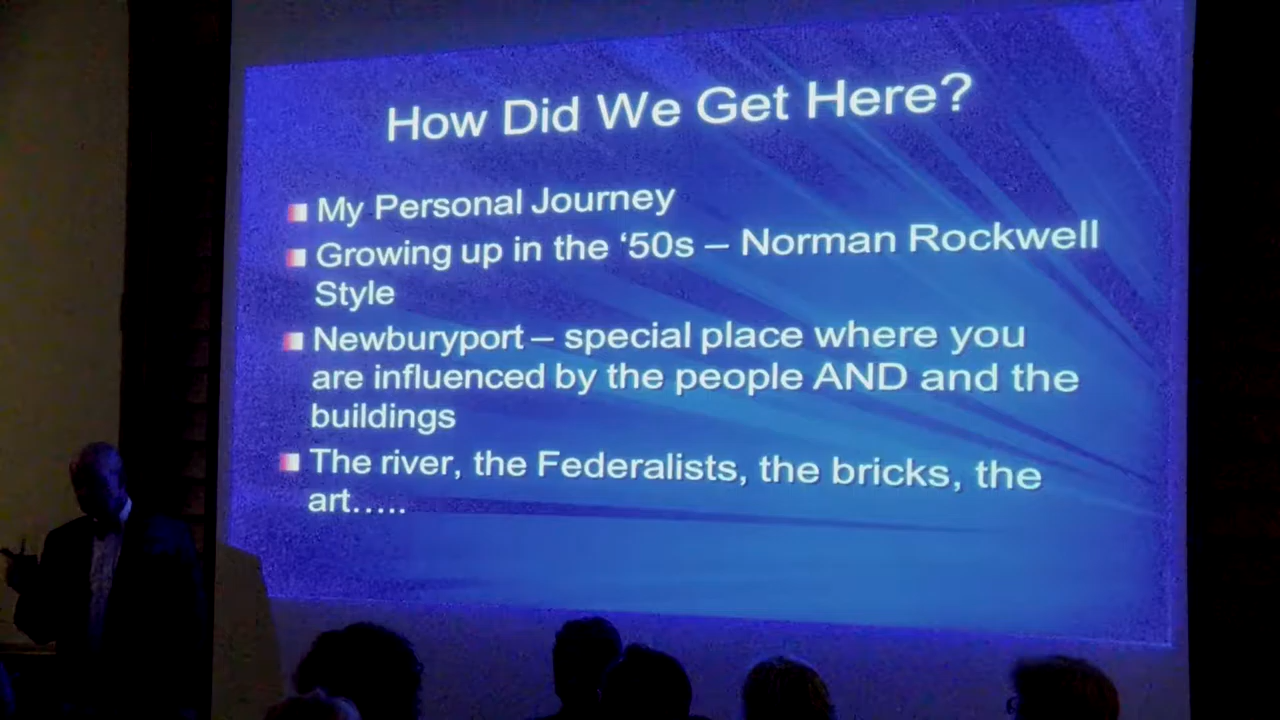 How Did We Get Here?
My Personal Journey
Growing up in the ‘50s – Norman Rockwell
Style
Newburyport – special place where you
are influenced by the people AND and the
buildings
The river, the Federalists, the bricks, the
art…..